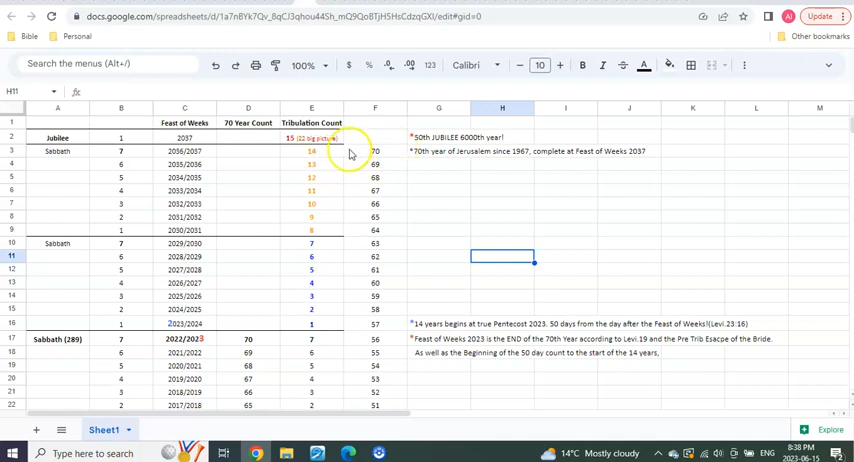 docs.google.com/spreadsheets/d/1a7nBYk7Qv_8qCJ3qhou44Sh_mQ9QoBTjH5HsCdzqGXI/edit#gid=0 AI Update
Bible Personal Other bookmarks
Search the menus (Alt+/) 100% $ % .0 .00 123 Calibri − 10 + B I S A
H11 fx
A B C D E F G H I J K L M
1 Feast of Weeks 70 Year Count Tribulation Count
2 Jubilee 1 2037 15 (22 big picture) *50th JUBILEE 6000th year!
3 Sabbath 7 2036/2037 14 70 *70th year of Jerusalem since 1967, complete at Feast of Weeks 2037
4 6 2035/2036 13 69
5 5 2034/2035 12 68
6 4 2033/2034 11 67
7 3 2032/2033 10 66
8 2 2031/2032 9 65
9 1 2030/2031 8 64
10 Sabbath 7 2029/2030 7 63
11 6 2028/2029 6 62
12 5 2027/2028 5 61
13 4 2026/2027 4 60
14 3 2025/2026 3 59
15 2 2024/2025 2 58
16 1 2023/2024 1 57 *14 years begins at true Pentecost 2023. 50 days from the day after the Feast of Weeks!(Levi.23:16)
17 Sabbath (289) 7 2022/2023 70 7 56 *Feast of Weeks 2023 is the END of the 70th Year according to Levi.19 and the Pre Trib Esacpe of the Bride.
18 6 2021/2022 69 6 55 As well as the Beginning of the 50 day count to the start of the 14 years,
19 5 2020/2021 68 5 54
20 4 2019/2020 67 4 53
21 3 2018/2019 66 3 52
22 2 2017/2018 65 2 51
Sheet1 Explore
Type here to search 14°C Mostly cloudy ENG 8:38 PM
2023-06-15 2